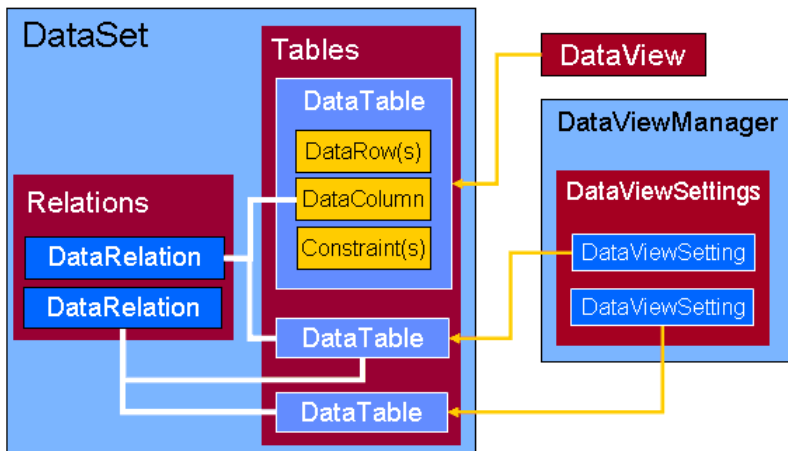 DataSet
Tables
DataTable
DataRow(s)
DataColumn
Constraint(s)
Relations
DataRelation
DataRelation
DataTable
DataTable
DataView
DataViewManager
DataViewSettings
DataViewSetting
DataViewSetting